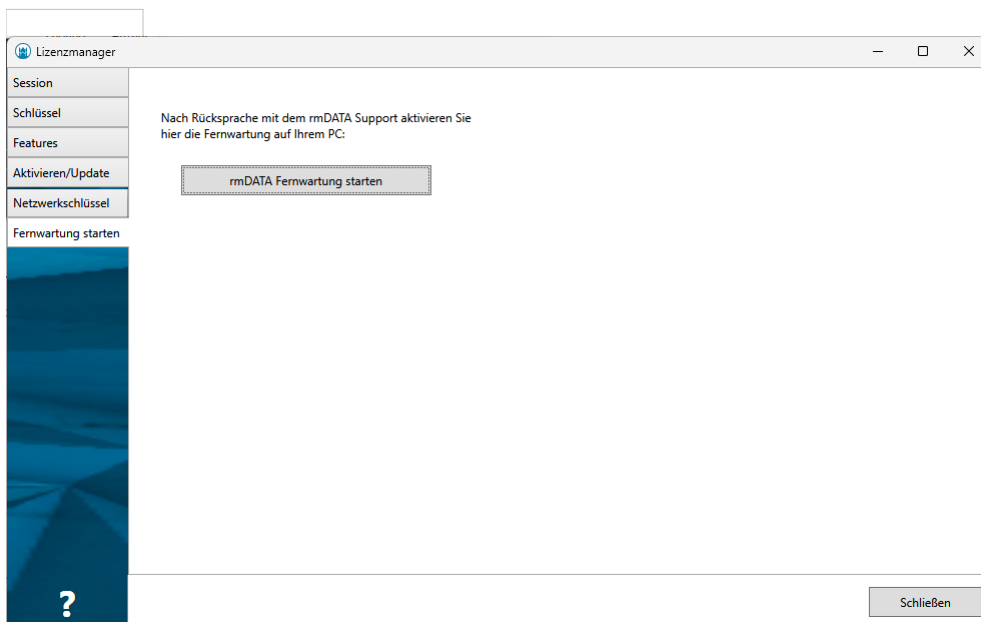 Lizenzmanager
Session
Schlüssel
Features
Aktivieren/Update
Netzwerkschlüssel
Fernwartung starten
Nach Rücksprache mit dem rmDATA Support aktivieren Sie
hier die Fernwartung auf Ihrem PC:
rmDATA Fernwartung starten
?
Schließen